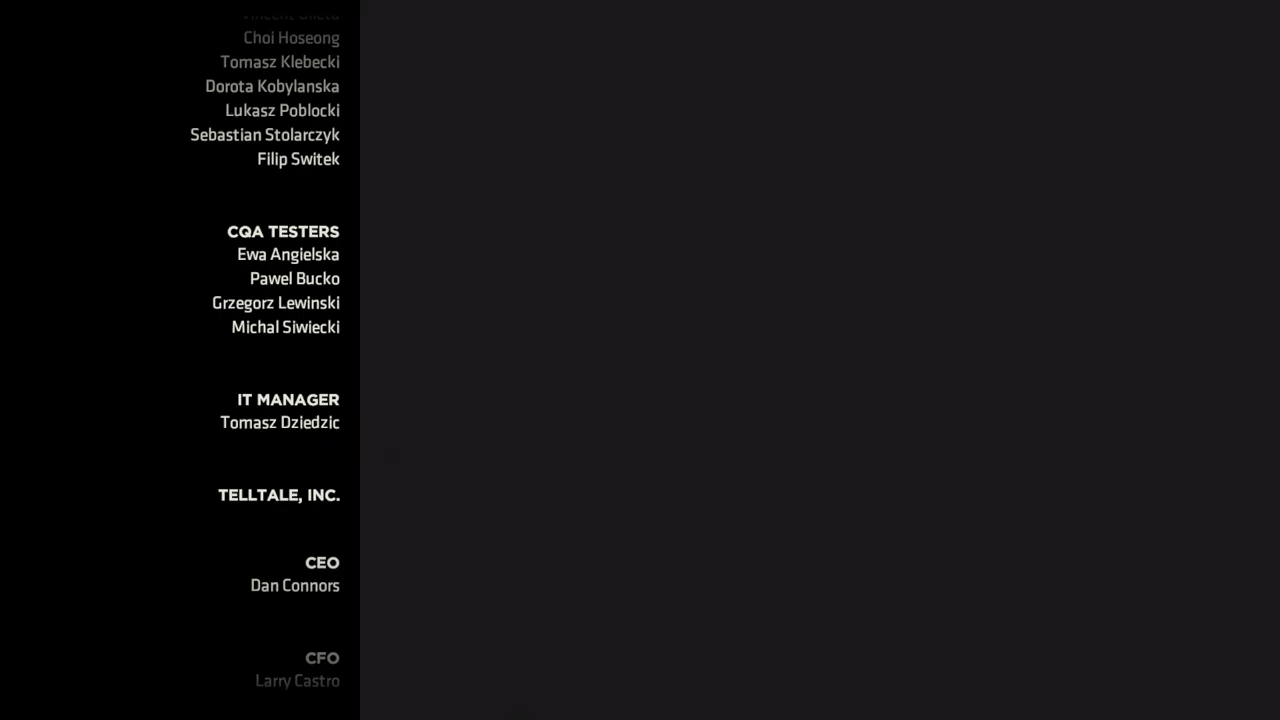 Choi Hoseong
Tomasz Klebecki
Dorota Kobylanska
Lukasz Poblocki
Sebastian Stolarczyk
Filip Switek
CQA TESTERS
Ewa Angielska
Pawel Bucko
Grzegorz Lewinski
Michal Siwiecki
IT MANAGER
Tomasz Dziedzic
TELLTALE, INC.
CEO
Dan Connors
CFO
Larry Castro